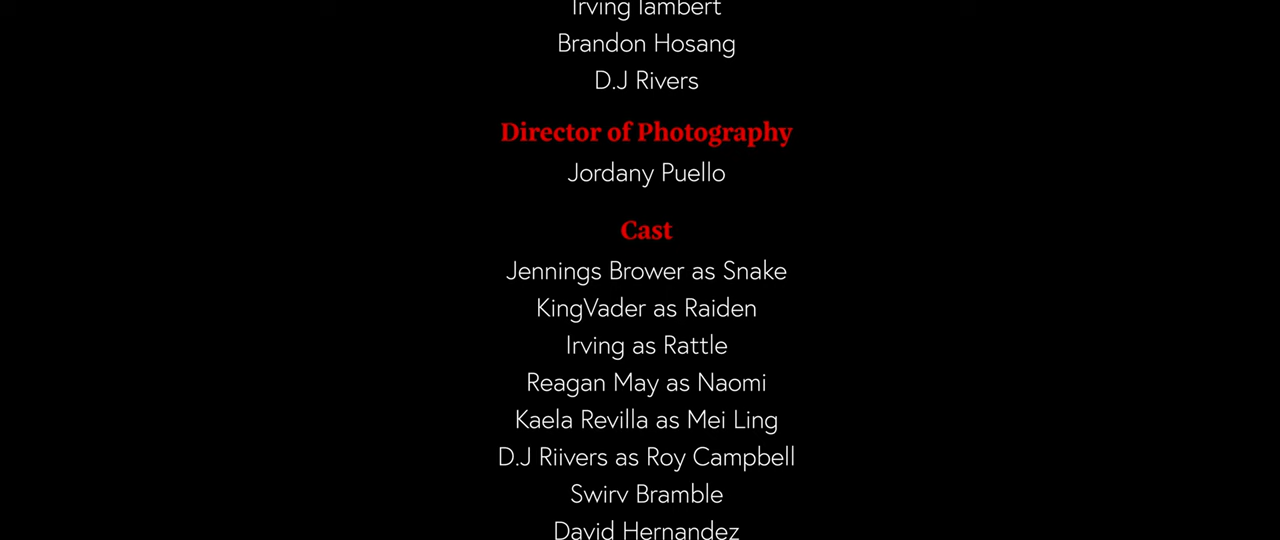 Irving lambert
Brandon Hosang
D.J Rivers
Director of Photography
Jordany Puello
Cast
Jennings Brower as Snake
KingVader as Raiden
Irving as Rattle
Reagan May as Naomi
Kaela Revilla as Mei Ling
D.J Riivers as Roy Campbell
Swirv Bramble
David Hernandez